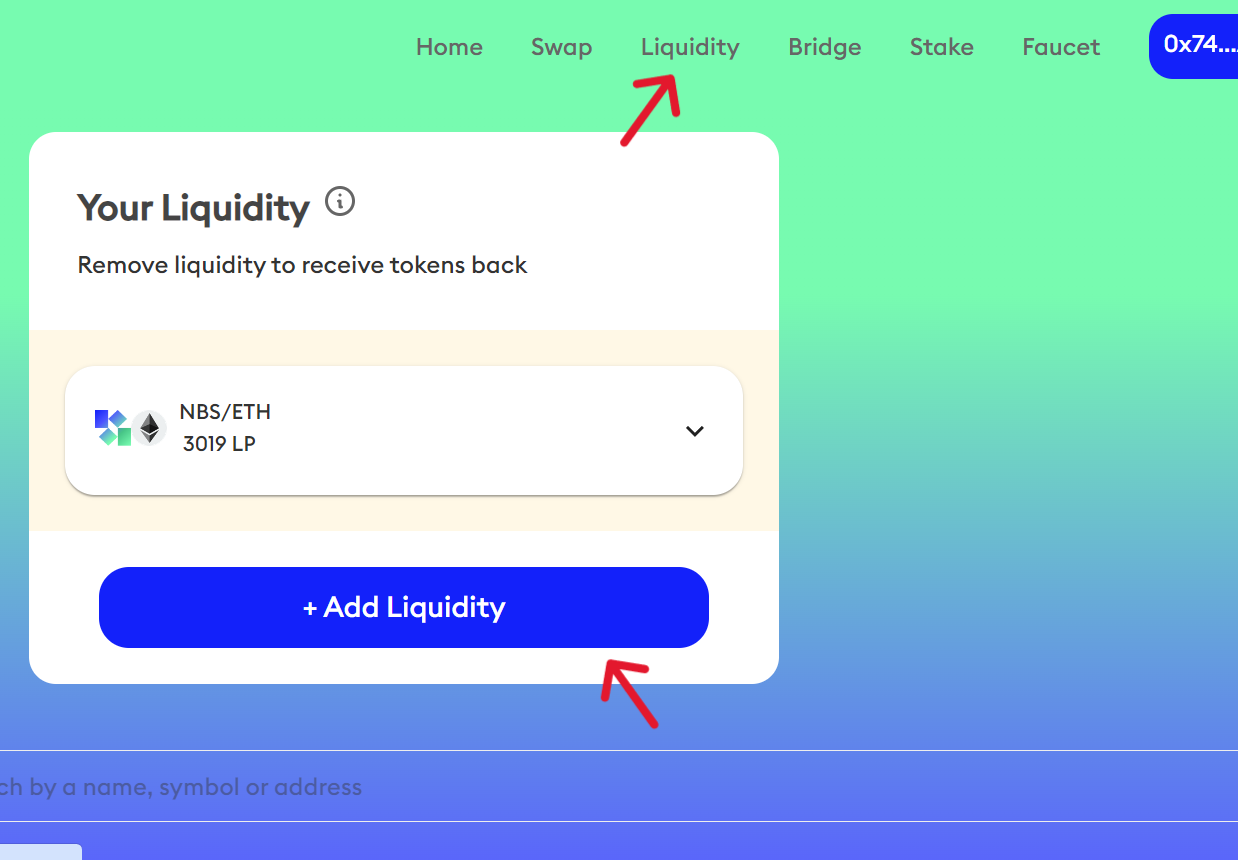 Home Swap Liquidity Bridge Stake Faucet 0x74...
Your Liquidity
Remove liquidity to receive tokens back
NBS/ETH
3019 LP
+ Add Liquidity
by a name, symbol or address